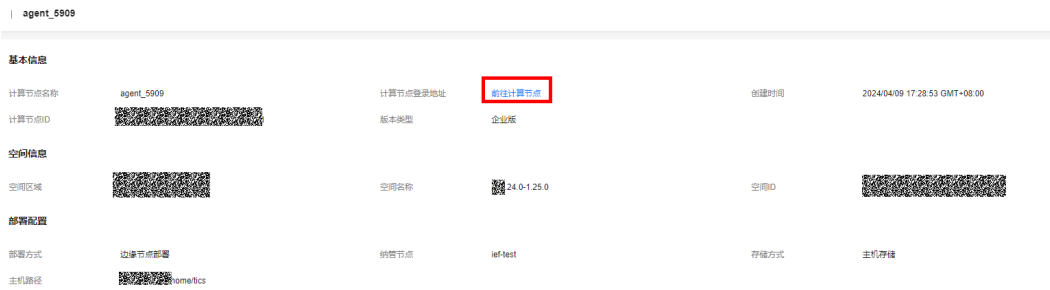 agent_5909
基本信息
计算节点名称 agent_5909 计算节点登录地址 前往计算节点 创建时间 2024/04/09 17:28:53 GMT+08:00
计算节点ID 版本类型 企业版
空间信息
空间区域 空间名称 24.0-1.25.0 空间ID
部署配置
部署方式 边缘节点部署 纳管节点 ief-test 存储方式 主机存储
主机路径 home/tics